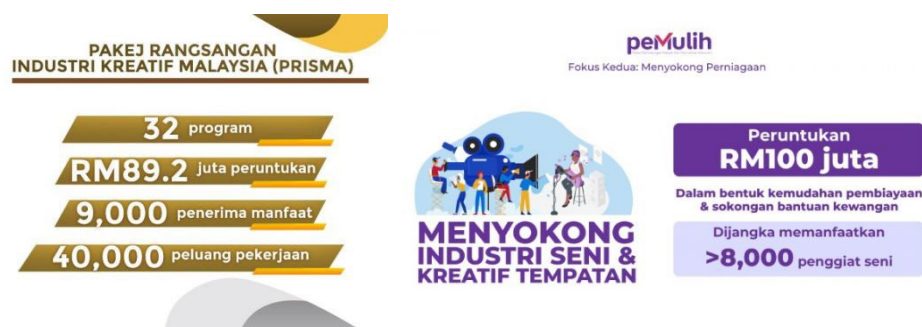 PAKEJ RANGSANGAN
INDUSTRI KREATIF MALAYSIA (PRISMA)
32 program
RM89.2 juta peruntukan
9,000 penerima manfaat
40,000 peluang pekerjaan
peMulih
Fokus Kedua: Menyokong Perniagaan
MENYOKONG
INDUSTRI SENI &
KREATIF TEMPATAN
Peruntukan
RM100 juta
Dalam bentuk kemudahan pembiayaan
& sokongan bantuan kewangan
Dijangka memanfaatkan
>8,000 penggiat seni